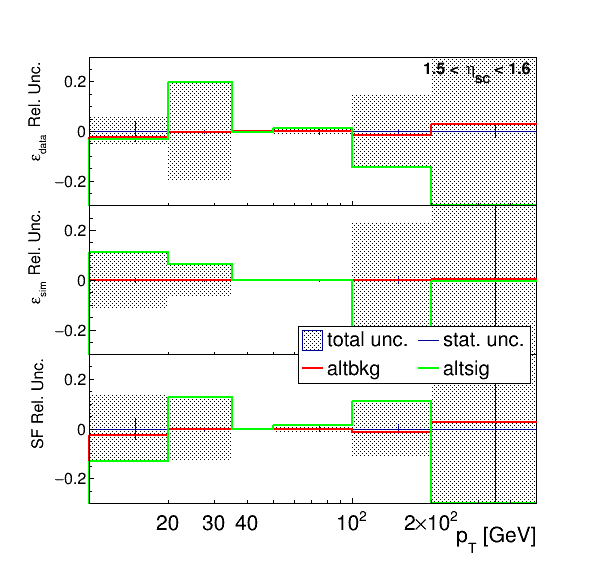 1.5 < η_SC < 1.6
ε_data Rel. Unc.
0.2
0
−0.2
ε_sim Rel. Unc.
0.2
0
−0.2
total unc. stat. unc.
altbkg altsig
SF Rel. Unc.
0.2
0
−0.2
20 30 40 10² 2×10²
p_T [GeV]